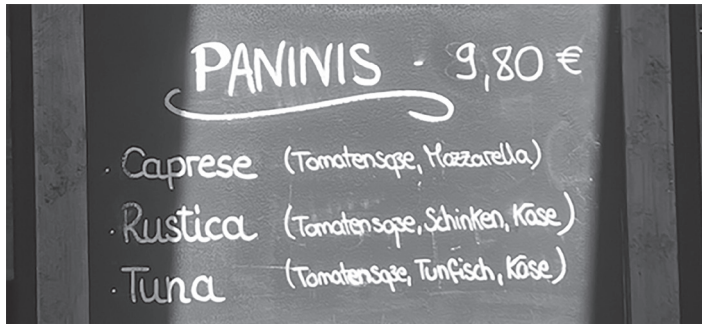 PANINIS - 9,80 €
· Caprese (Tomatensoße, Mozzarella)
· Rustica (Tomatensoße, Schinken, Käse)
· Tuna (Tomatensoße, Tunfisch, Käse)